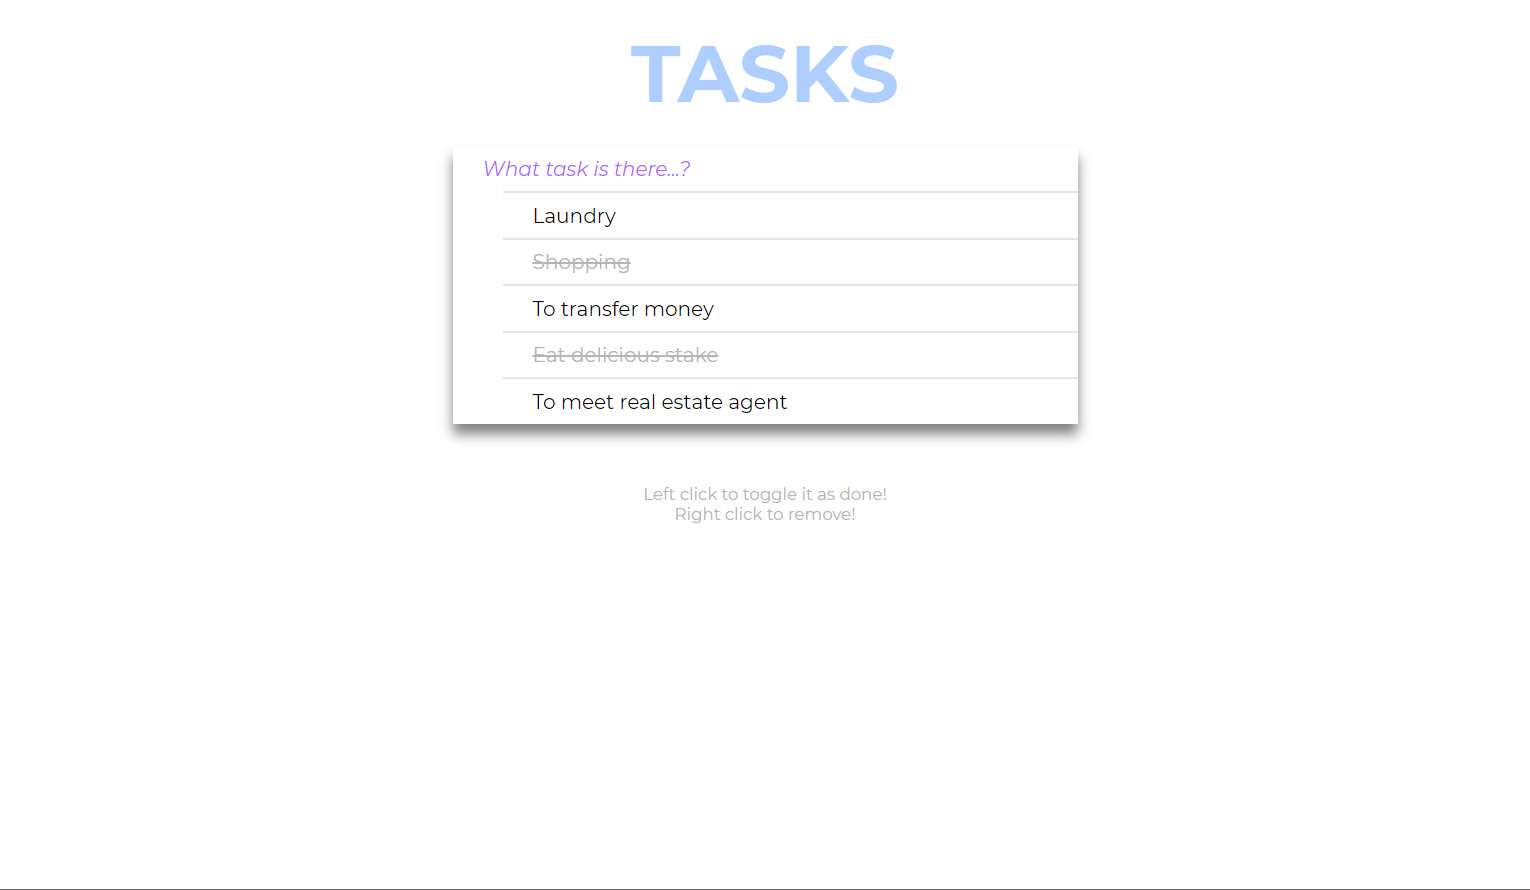 TASKS
What task is there...?
Laundry
Shopping
To transfer money
Eat delicious stake
To meet real estate agent
Left click to toggle it as done!
Right click to remove!